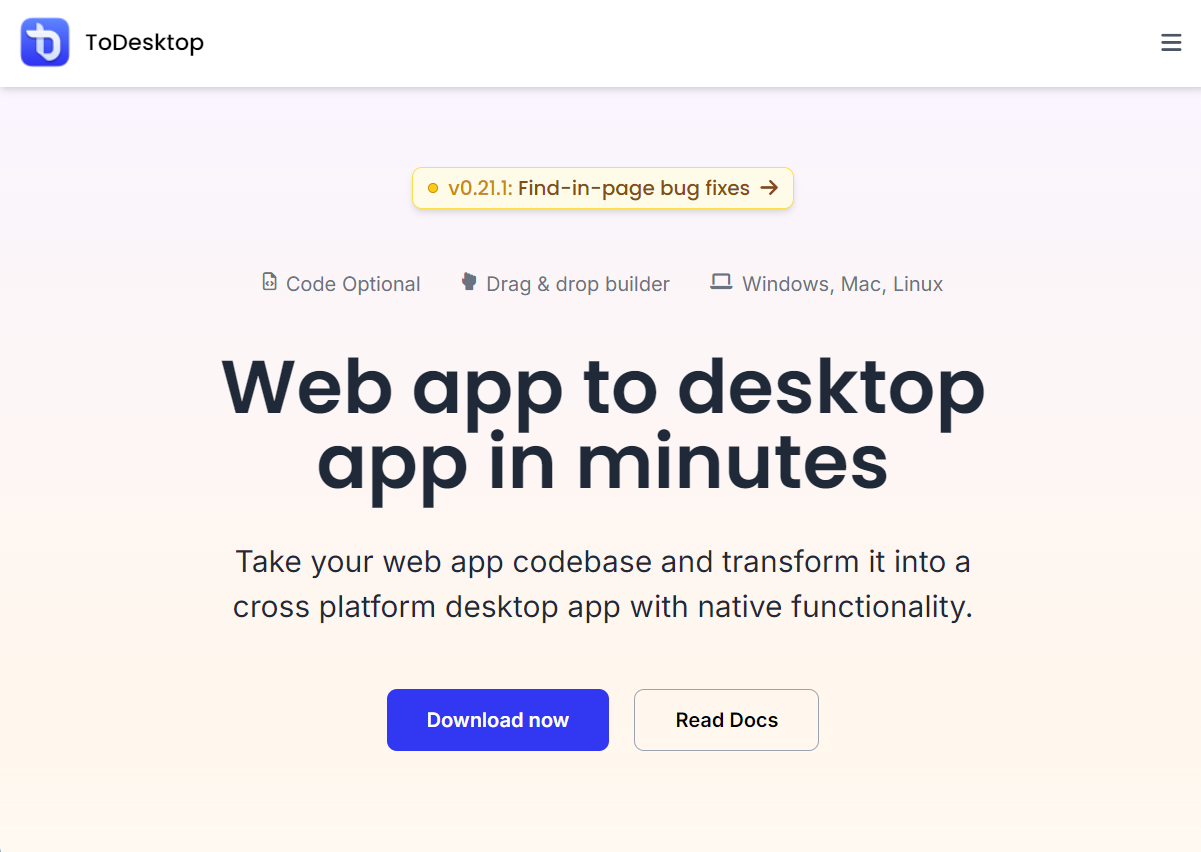 ToDesktop
v0.21.1: Find-in-page bug fixes →
Code Optional
Drag & drop builder
Windows, Mac, Linux
Web app to desktop
app in minutes
Take your web app codebase and transform it into a
cross platform desktop app with native functionality.
Download now
Read Docs